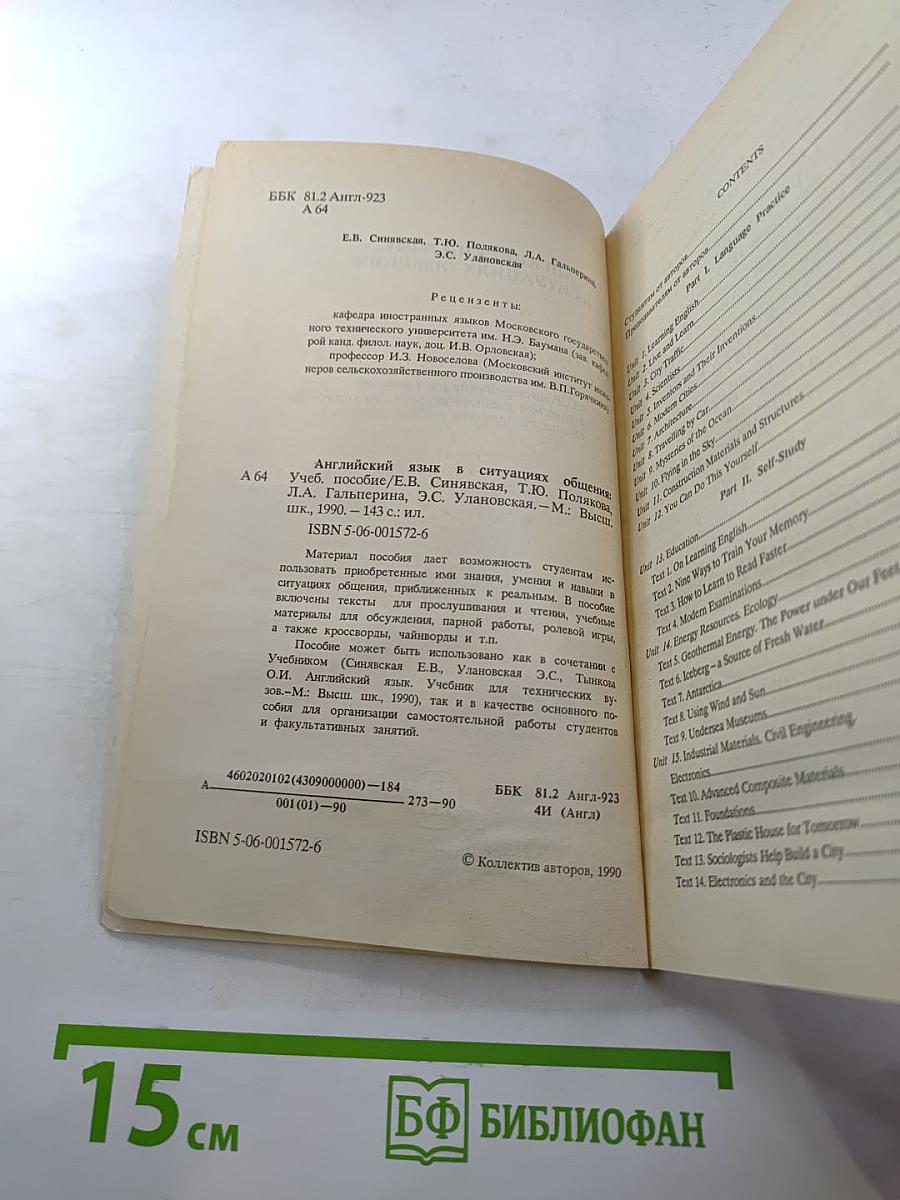 ББК 81.2 Англ-923
А 64
Е.В. Синявская, Т.Ю. Полякова, Л.А. Гальперина,
Э.С. Улановская
Рецензенты:
кафедра иностранных языков Московского государствен-
ного технического университета им. Н.Э. Баумана (зав. кафед-
рой канд. филол. наук, доц. И.В. Орловская);
профессор И.З. Новоселова (Московский институт инже-
неров сельскохозяйственного производства им. В.П.Горячкина)
Английский язык в ситуациях общения:
А 64 Учеб. пособие/Е.В. Синявская, Т.Ю. Полякова,
Л.А. Гальперина, Э.С. Улановская. — М.: Высш.
шк., 1990. — 143 с.: ил.
ISBN 5-06-001572-6
Материал пособия дает возможность студентам ис-
пользовать приобретенные ими знания, умения и навыки в
ситуациях общения, приближенных к реальным. В пособие
включены тексты для прослушивания и чтения, учебные
материалы для обсуждения, парной работы, ролевой игры,
а также кроссворды, чайнворды и т.п.
Пособие может быть использовано как в сочетании с
Учебником (Синявская Е.В., Улановская Э.С., Тынкова
О.И. Английский язык. Учебник для технических ву-
зов.–М.: Высш. шк., 1990), так и в качестве основного по-
собия для организации самостоятельной работы студентов
и факультативных занятий.
А 4602020102(4309000000)—184
001(01)—90
273—90
ББК 81.2 Англ-923
4И (Англ)
ISBN 5-06-001572-6
© Коллектив авторов, 1990
CONTENTS
Студентам от авторов
Преподавателям от авторов
Part I. Language Practice
Unit 1. Learning English
Unit 2. Live and Learn
Unit 3. City Traffic
Unit 4. Scientists
Unit 5. Inventors and Their Inventions
Unit 6. Modern Cities
Unit 7. Architecture
Unit 8. Travelling by Car
Unit 9. Mysteries of the Ocean
Unit 10. Flying in the Sky
Unit 11. Construction Materials and Structures
Unit 12. You Can Do This Yourself
Part II. Self-Study
Unit 13. Education
Text 1. On Learning English
Text 2. Nine Ways to Train Your Memory
Text 3. How to Learn to Read Faster
Text 4. Modern Examinations
Unit 14. Energy Resources. Ecology
Text 5. Geothermal Energy. The Power under Our Feet
Text 6. Iceberg – a Source of Fresh Water
Text 7. Antarctica
Text 8. Using Wind and Sun
Text 9. Undersea Museums
Unit 15. Industrial Materials. Civil Engineering.
Electronics
Text 10. Advanced Composite Materials
Text 11. Foundations
Text 12. The Plastic House for Tomorrow
Text 13. Sociologists Help Build a City
Text 14. Electronics and the City
15 см
БФ БИБЛИОФАН